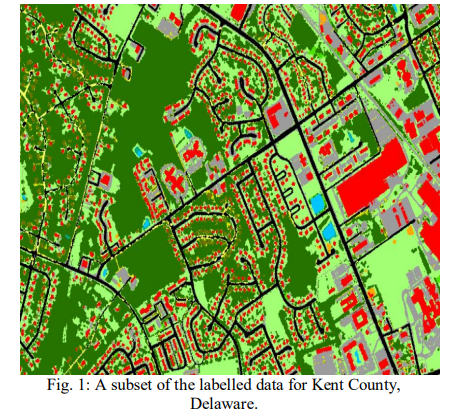 Fig. 1: A subset of the labelled data for Kent County,
Delaware.